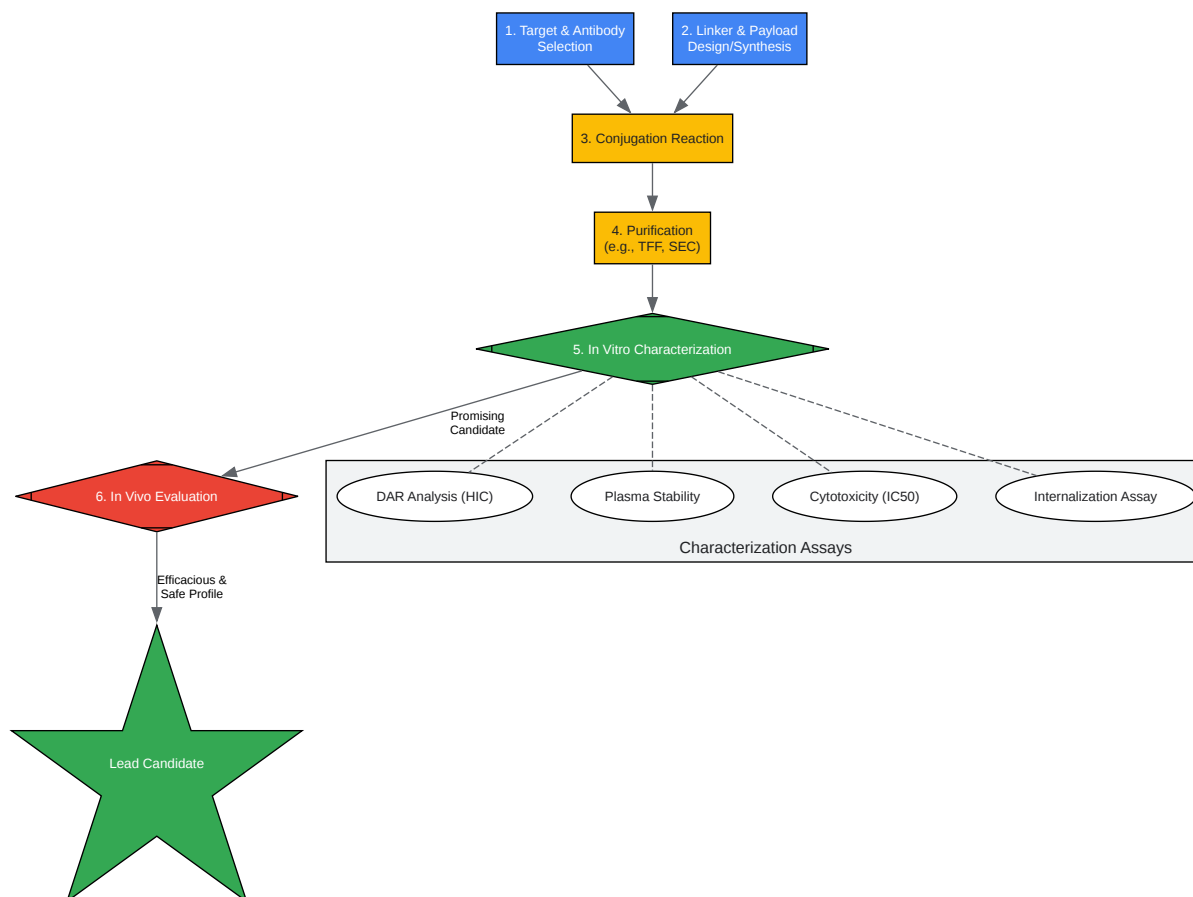 1. Target & Antibody
Selection
2. Linker & Payload
Design/Synthesis
3. Conjugation Reaction
4. Purification
(e.g., TFF, SEC)
5. In Vitro Characterization
Promising
Candidate
6. In Vivo Evaluation
DAR Analysis (HIC)
Plasma Stability
Cytotoxicity (IC50)
Internalization Assay
Characterization Assays
Efficacious &
Safe Profile
Lead Candidate